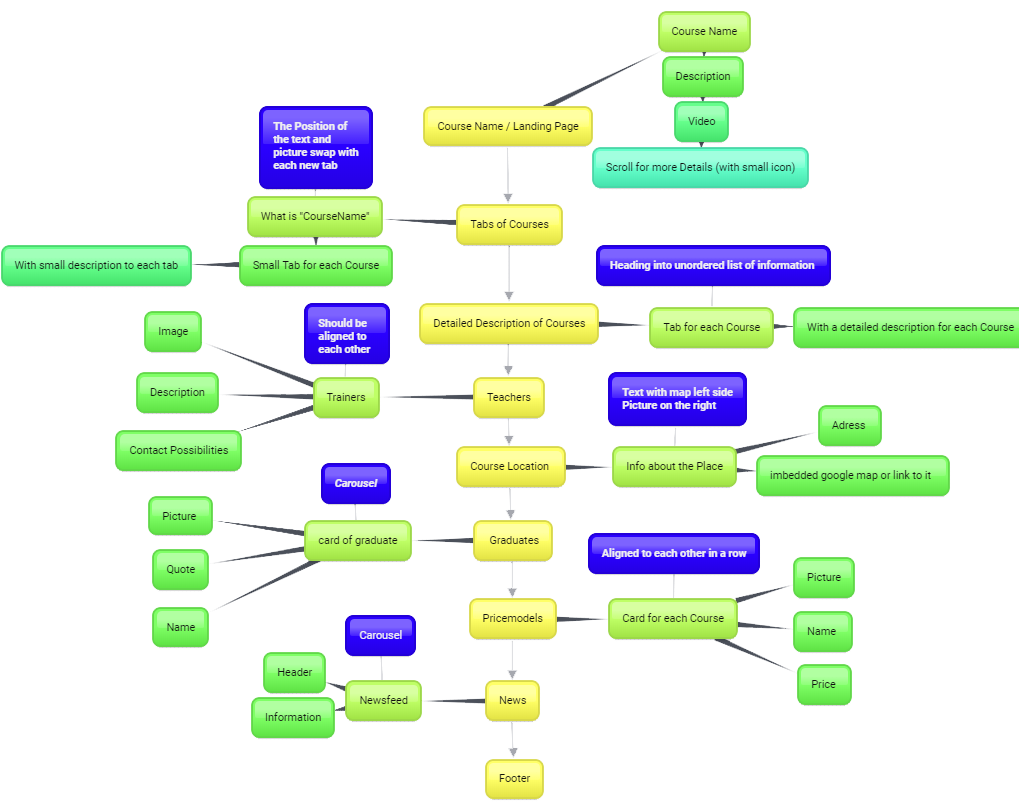 Course Name
Description
Video
Scroll for more Details (with small icon)
Course Name / Landing Page
The Position of
the text and
picture swap with
each new tab
What is "CourseName"
Tabs of Courses
With small description to each tab
Small Tab for each Course
Heading into unordered list of information
Detailed Description of Courses
Tab for each Course
With a detailed description for each Course
Should be
aligned to
each other
Image
Description
Contact Possibilities
Trainers
Teachers
Text with map left side
Picture on the right
Course Location
Info about the Place
Adress
imbedded google map or link to it
Carousel
Picture
Quote
Name
card of graduate
Graduates
Aligned to each other in a row
Pricemodels
Card for each Course
Picture
Name
Price
Carousel
Header
Information
Newsfeed
News
Footer